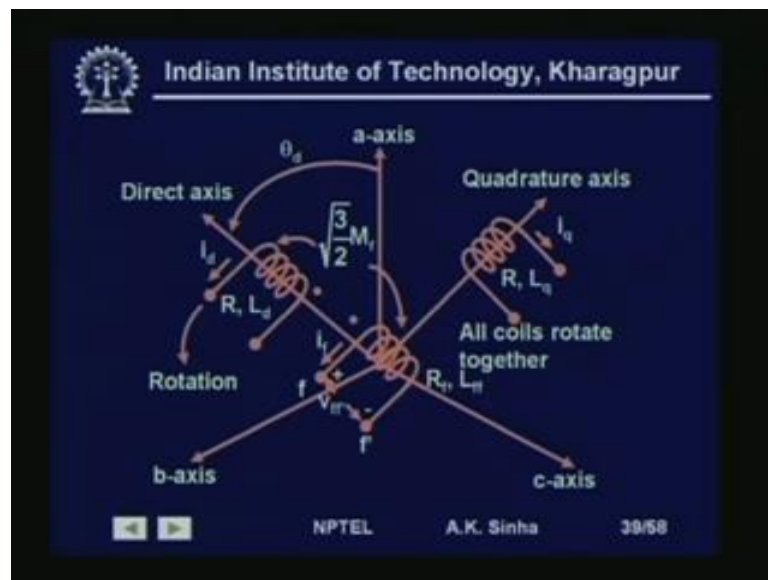 Indian Institute of Technology, Kharagpur
a-axis
θd
Direct axis
Quadrature axis
√3/2 Mf
Id
Iq
R, Ld
R, Lq
All coils rotate
together
Rotation
if
Rf, Lff
f
+
vff'
-
f'
b-axis
c-axis
NPTEL A.K. Sinha 39/58